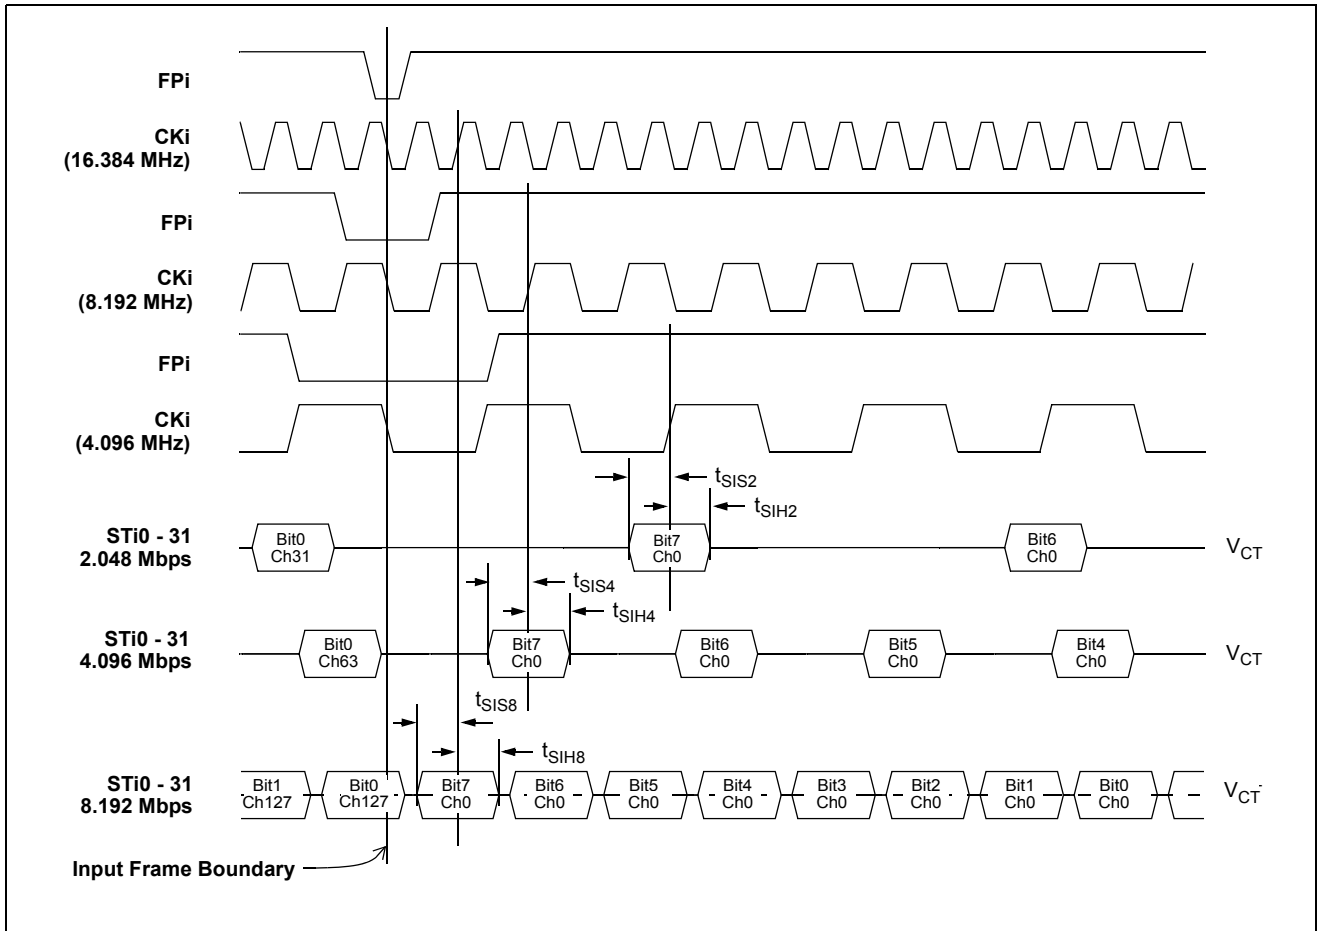 FPi
CKi
(16.384 MHz)
FPi
CKi
(8.192 MHz)
FPi
CKi
(4.096 MHz)
tSIS2
tSIH2
STi0 - 31
2.048 Mbps
Bit0
Ch31
Bit7
Ch0
Bit6
Ch0
VCT
tSIS4
tSIH4
STi0 - 31
4.096 Mbps
Bit0
Ch63
Bit7
Ch0
Bit6
Ch0
Bit5
Ch0
Bit4
Ch0
VCT
tSIS8
tSIH8
STi0 - 31
8.192 Mbps
Bit1
Ch127
Bit0
Ch127
Bit7
Ch0
Bit6
Ch0
Bit5
Ch0
Bit4
Ch0
Bit3
Ch0
Bit2
Ch0
Bit1
Ch0
Bit0
Ch0
VCT
Input Frame Boundary